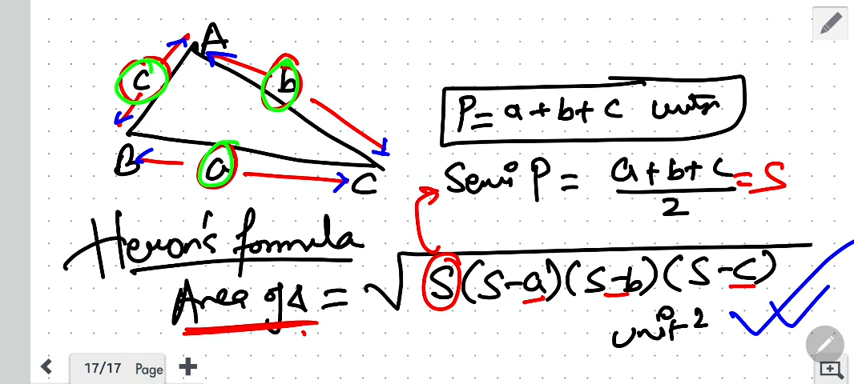 A
c
b
B
a
C
P = a + b + c units
Semi P = a + b + c / 2 = S
Heron's formula
Area of Δ = √S(S-a)(S-b)(S-c)
unit²
17/17 Page